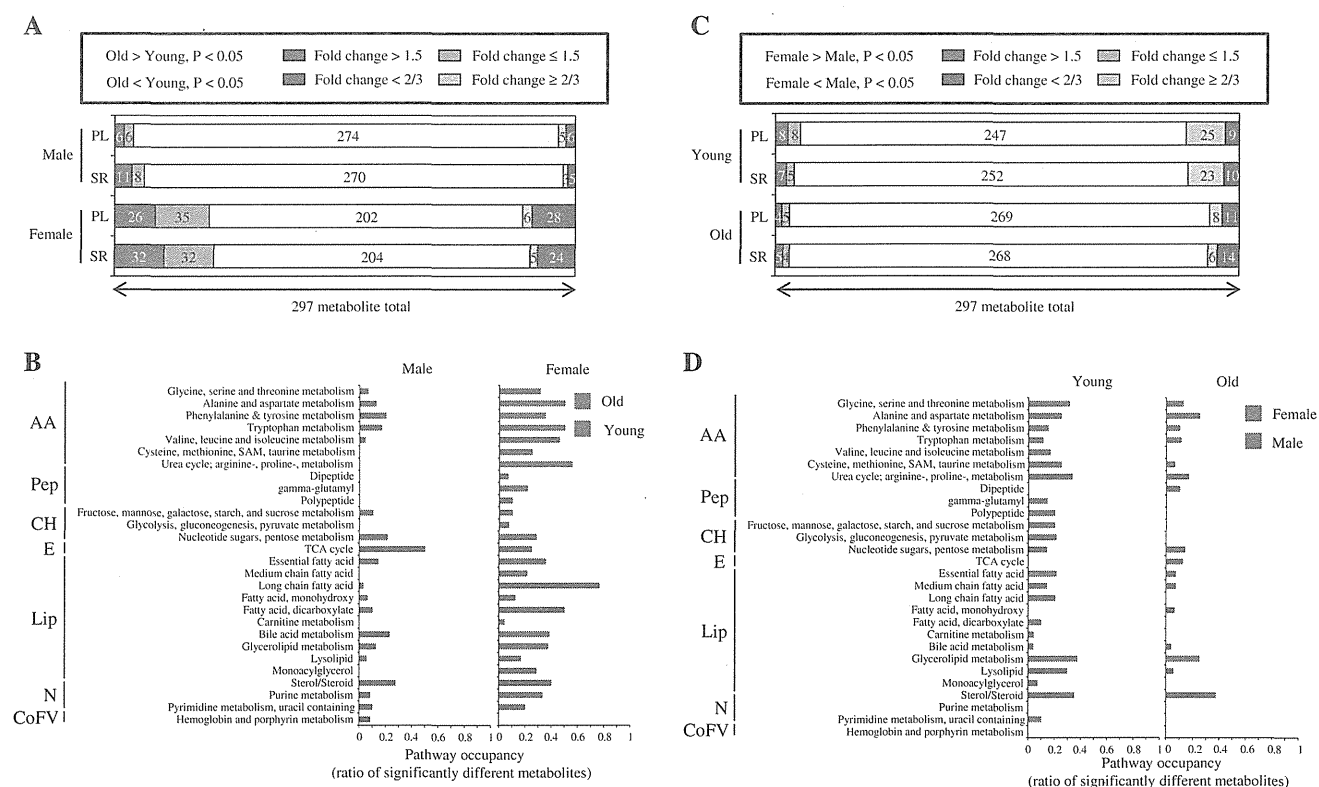 A
Old > Young, P < 0.05
Fold change > 1.5
Fold change ≤ 1.5
Old < Young, P < 0.05
Fold change < 2/3
Fold change ≥ 2/3
Male
PL
6 6 274 5 6
SR
11 8 270 5
Female
PL
26 35 202 6 28
SR
32 32 204 5 24
297 metabolite total
C
Female > Male, P < 0.05
Fold change > 1.5
Fold change ≤ 1.5
Female < Male, P < 0.05
Fold change < 2/3
Fold change ≥ 2/3
Young
PL
8 8 247 25 9
SR
7 5 252 23 10
Old
PL
5 269 8 11
SR
5 4 268 6 14
297 metabolite total
B
Male
Female
Old
Young
AA
Glycine, serine and threonine metabolism
Alanine and aspartate metabolism
Phenylalanine & tyrosine metabolism
Tryptophan metabolism
Valine, leucine and isoleucine metabolism
Cysteine, methionine, SAM, taurine metabolism
Urea cycle; arginine-, proline-, metabolism
Pep
Dipeptide
gamma-glutamyl
Polypeptide
CH
Fructose, mannose, galactose, starch, and sucrose metabolism
Glycolysis, gluconeogenesis, pyruvate metabolism
Nucleotide sugars, pentose metabolism
E
TCA cycle
Lip
Essential fatty acid
Medium chain fatty acid
Long chain fatty acid
Fatty acid, monohydroxy
Fatty acid, dicarboxylate
Carnitine metabolism
Bile acid metabolism
Glycerolipid metabolism
Lysolipid
Monoacylglycerol
Sterol/Steroid
N
Purine metabolism
Pyrimidine metabolism, uracil containing
CoFV
Hemoglobin and porphyrin metabolism
0 0.2 0.4 0.6 0.8 1
0 0.2 0.4 0.6 0.8 1
Pathway occupancy
(ratio of significantly different metabolites)
D
Young
Old
Female
Male
AA
Glycine, serine and threonine metabolism
Alanine and aspartate metabolism
Phenylalanine & tyrosine metabolism
Tryptophan metabolism
Valine, leucine and isoleucine metabolism
Cysteine, methionine, SAM, taurine metabolism
Urea cycle; arginine-, proline-, metabolism
Pep
Dipeptide
gamma-glutamyl
Polypeptide
CH
Fructose, mannose, galactose, starch, and sucrose metabolism
Glycolysis, gluconeogenesis, pyruvate metabolism
Nucleotide sugars, pentose metabolism
E
TCA cycle
Lip
Essential fatty acid
Medium chain fatty acid
Long chain fatty acid
Fatty acid, monohydroxy
Fatty acid, dicarboxylate
Carnitine metabolism
Bile acid metabolism
Glycerolipid metabolism
Lysolipid
Monoacylglycerol
Sterol/Steroid
N
Purine metabolism
Pyrimidine metabolism, uracil containing
CoFV
Hemoglobin and porphyrin metabolism
0 0.2 0.4 0.6 0.8 1
0 0.2 0.4 0.6 0.8 1
Pathway occupancy
(ratio of significantly different metabolites)